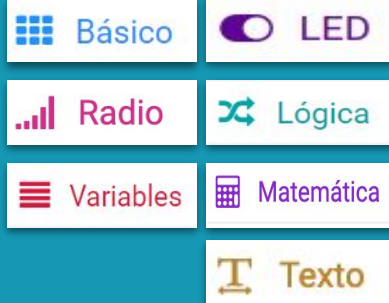 Básico
LED
Radio
Lógica
Variables
Matemática
Texto